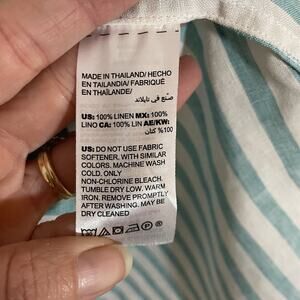 MADE IN THAILAND/ HECHO
EN TAILANDIA/ FABRIQUÉ
EN THAÏLANDE/
صنع في تايلاند
US: 100% LINEN MX: 100%
LINO CA: 100% LIN AE/KW:
100% كتان
US: DO NOT USE FABRIC
SOFTENER. WITH SIMILAR
COLORS. MACHINE WASH
COLD. ONLY
NON-CHLORINE BLEACH.
TUMBLE DRY LOW. WARM
IRON. REMOVE PROMPTLY
AFTER WASHING. MAY BE
DRY CLEANED